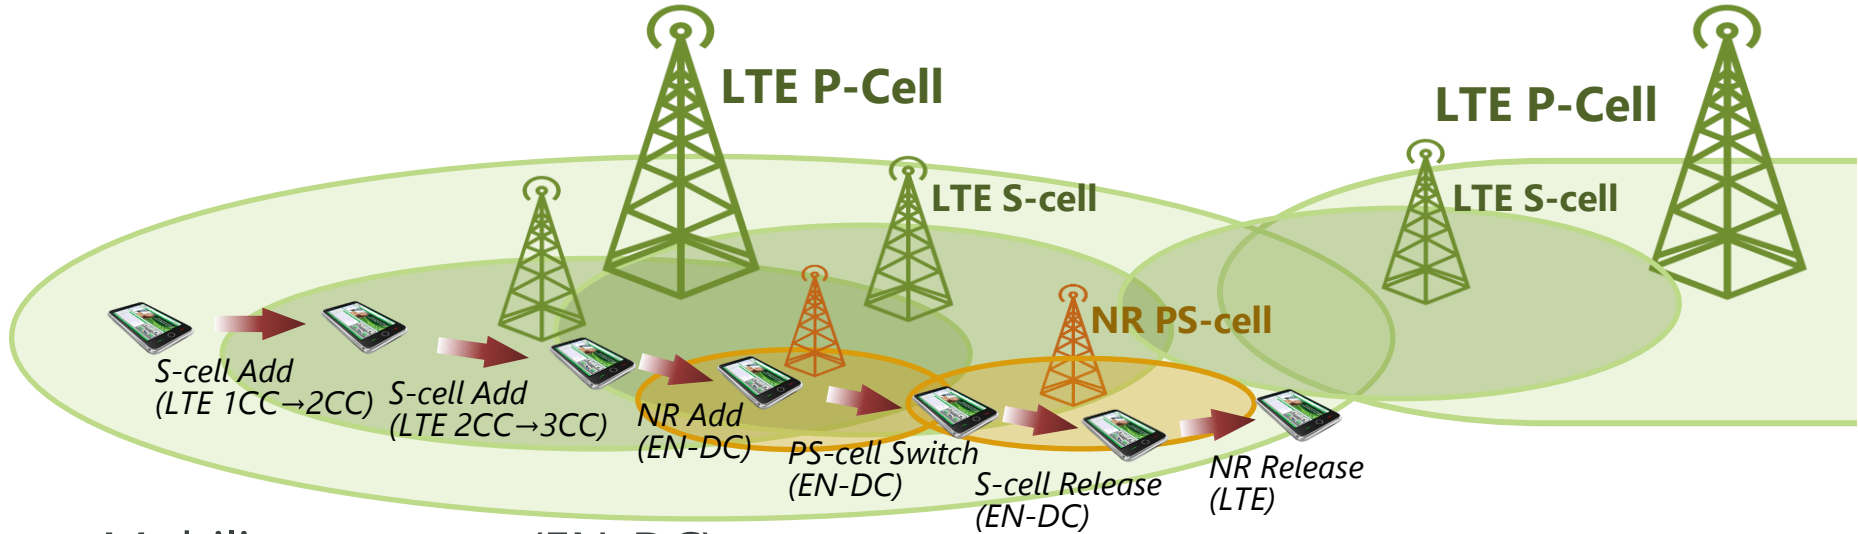 LTE P-Cell
LTE P-Cell
LTE S-cell
LTE S-cell
NR PS-cell
S-cell Add
(LTE 1CC→2CC)
S-cell Add
(LTE 2CC→3CC)
NR Add
(EN-DC)
PS-cell Switch
(EN-DC)
S-cell Release
(EN-DC)
NR Release
(LTE)